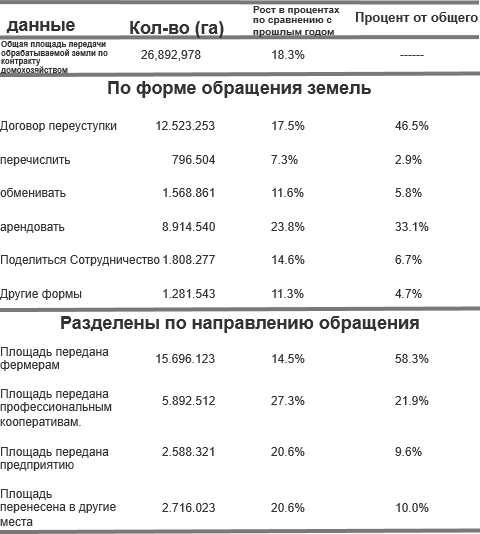 данные Кол-во (га) Рост в процентах по сравнению с прошлым годом Процент от общего
Общая площадь передачи
обрабатываемой земли по
контракту
домохозяйством 26,892,978 18.3% ------
По форме обращения земель
Договор переуступки 12.523.253 17.5% 46.5%
перечислить 796.504 7.3% 2.9%
обменивать 1.568.861 11.6% 5.8%
арендовать 8.914.540 23.8% 33.1%
Поделиться Сотрудничество 1.808.277 14.6% 6.7%
Другие формы 1.281.543 11.3% 4.7%
Разделены по направлению обращения
Площадь передана
фермерам 15.696.123 14.5% 58.3%
Площадь передана
профессиональным 5.892.512 27.3% 21.9%
кооперативам.
Площадь передана 2.588.321 20.6% 9.6%
предприятию
Площадь
перенесена в другие 2.716.023 20.6% 10.0%
места